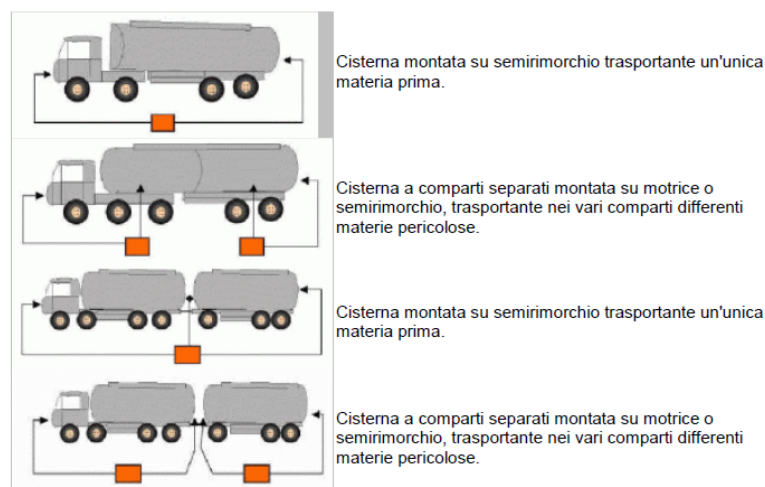 Cisterna montata su semirimorchio trasportante un'unica
materia prima.
Cisterna a comparti separati montata su motrice o
semirimorchio, trasportante nei vari comparti differenti
materie pericolose.
Cisterna montata su semirimorchio trasportante un'unica
materia prima.
Cisterna a comparti separati montata su motrice o
semirimorchio, trasportante nei vari comparti differenti
materie pericolose.